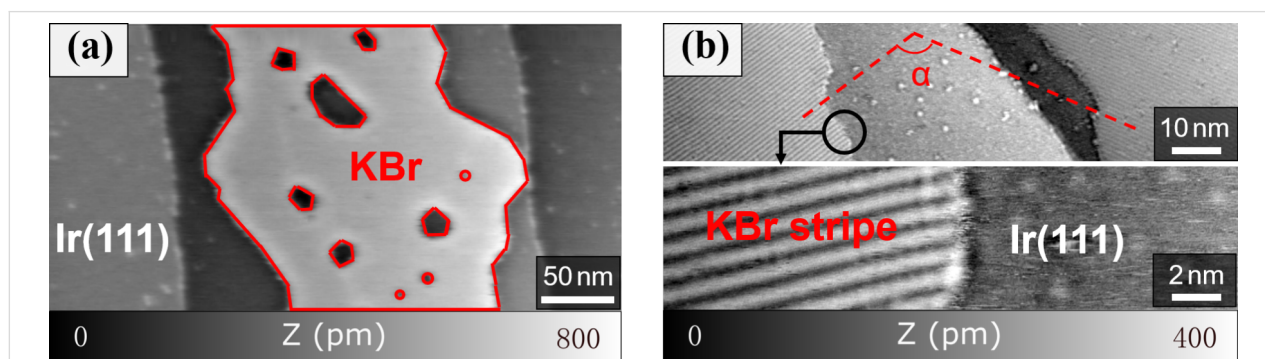 (a)
KBr
Ir(111)
50 nm
0 Z (pm) 800
(b)
α
10 nm
KBr stripe
Ir(111)
2 nm
0 Z (pm) 400